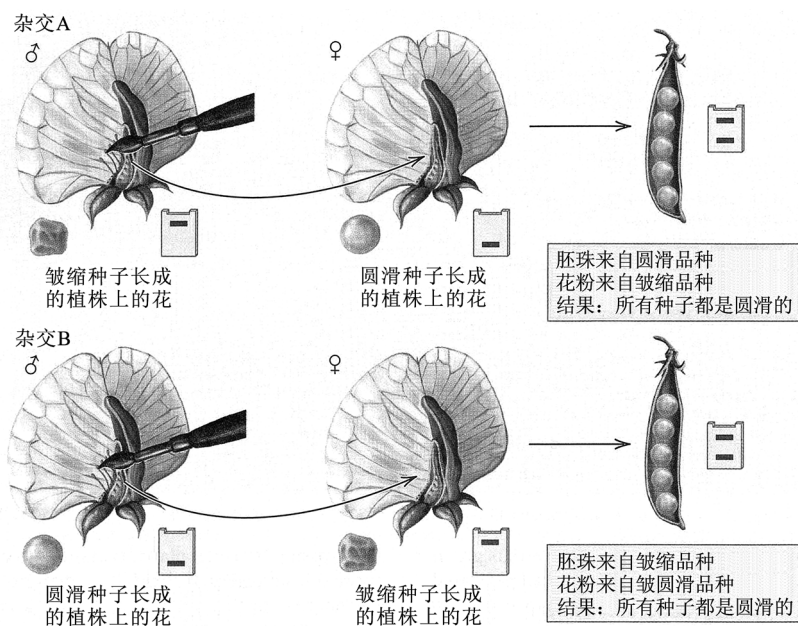 杂交A
♂
♀
皱缩种子长成
的植株上的花
圆滑种子长成
的植株上的花
胚珠来自圆滑品种
花粉来自皱缩品种
结果：所有种子都是圆滑的
杂交B
♂
♀
圆滑种子长成
的植株上的花
皱缩种子长成
的植株上的花
胚珠来自皱缩品种
花粉来自皱圆滑品种
结果：所有种子都是圆滑的